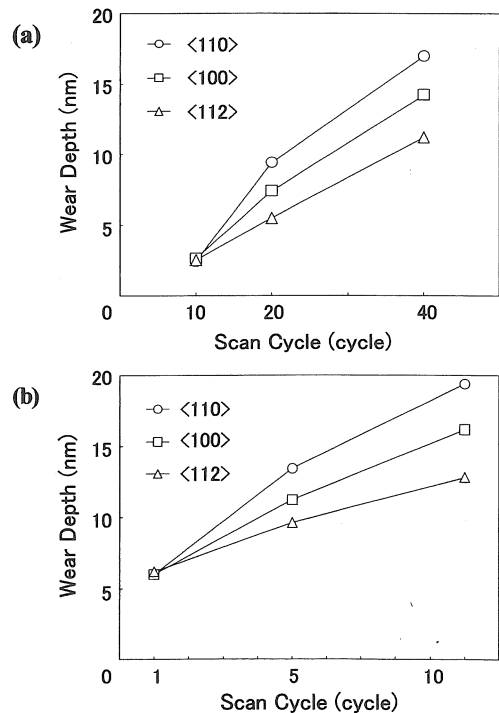 (a)
20
15
10
5
0
Wear Depth (nm)
<110>
<100>
<112>
10 20 40
Scan Cycle (cycle)
(b)
20
15
10
5
0
Wear Depth (nm)
<110>
<100>
<112>
1 5 10
Scan Cycle (cycle)